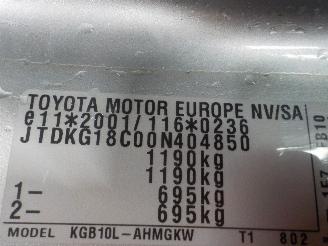 TOYOTA MOTOR EUROPE NV/SA
e11*2001/116*0236
JTDKG18C00N404850
1190kg
1190kg
1- 695kg
2- 695kg
MODEL KGB10L-AHMGKW T1 802